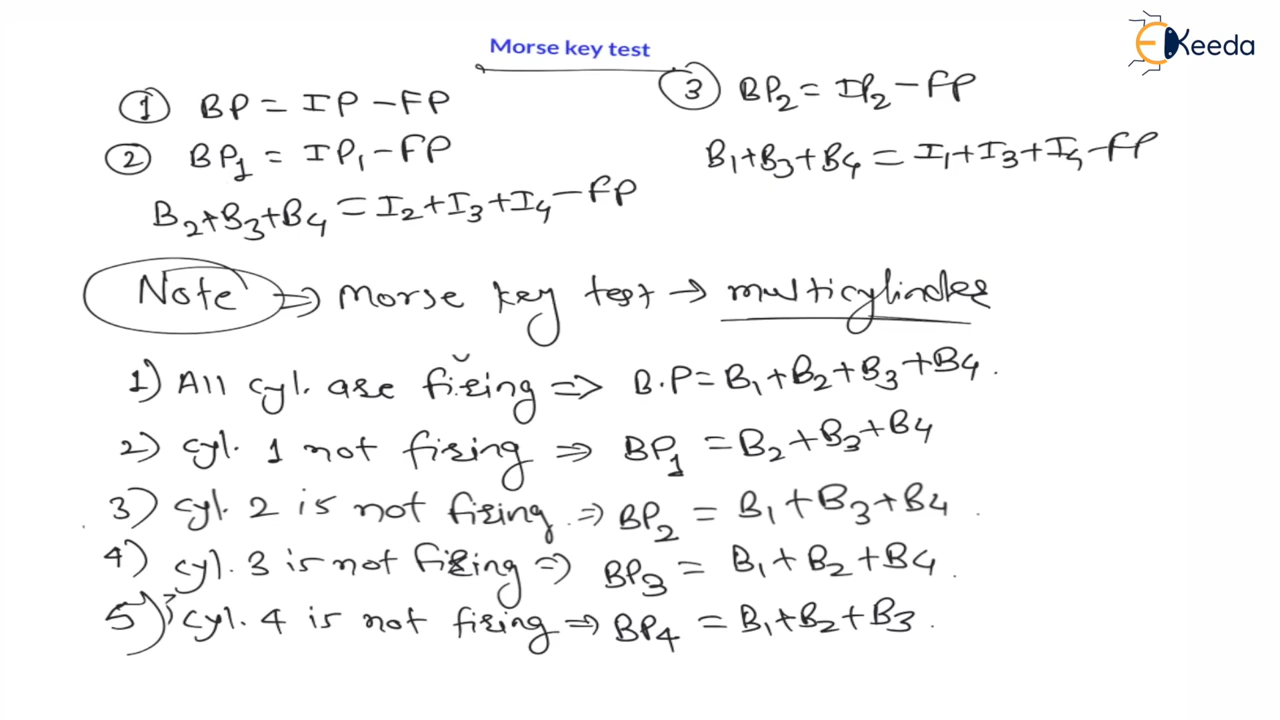 Morse key test
EKeeda
① BP = IP - FP
② BP₁ = IP₁ - FP
B₂+B₃+B₄ = I₂+I₃+I₄ - FP
③ BP₂ = IP₂ - FP
B₁+B₃+B₄ = I₁+I₃+I₄ - FP
Note ⇒ Morse key test → multicylinder
1) All cyl. are firing ⇒ B.P = B₁+B₂+B₃+B₄.
2) cyl. 1 not firing ⇒ BP₁ = B₂+B₃+B₄
3) cyl. 2 is not firing ⇒ BP₂ = B₁+B₃+B₄.
4) cyl. 3 is not firing ⇒ BP₃ = B₁+B₂+B₄.
5) cyl. 4 is not firing ⇒ BP₄ = B₁+B₂+B₃.